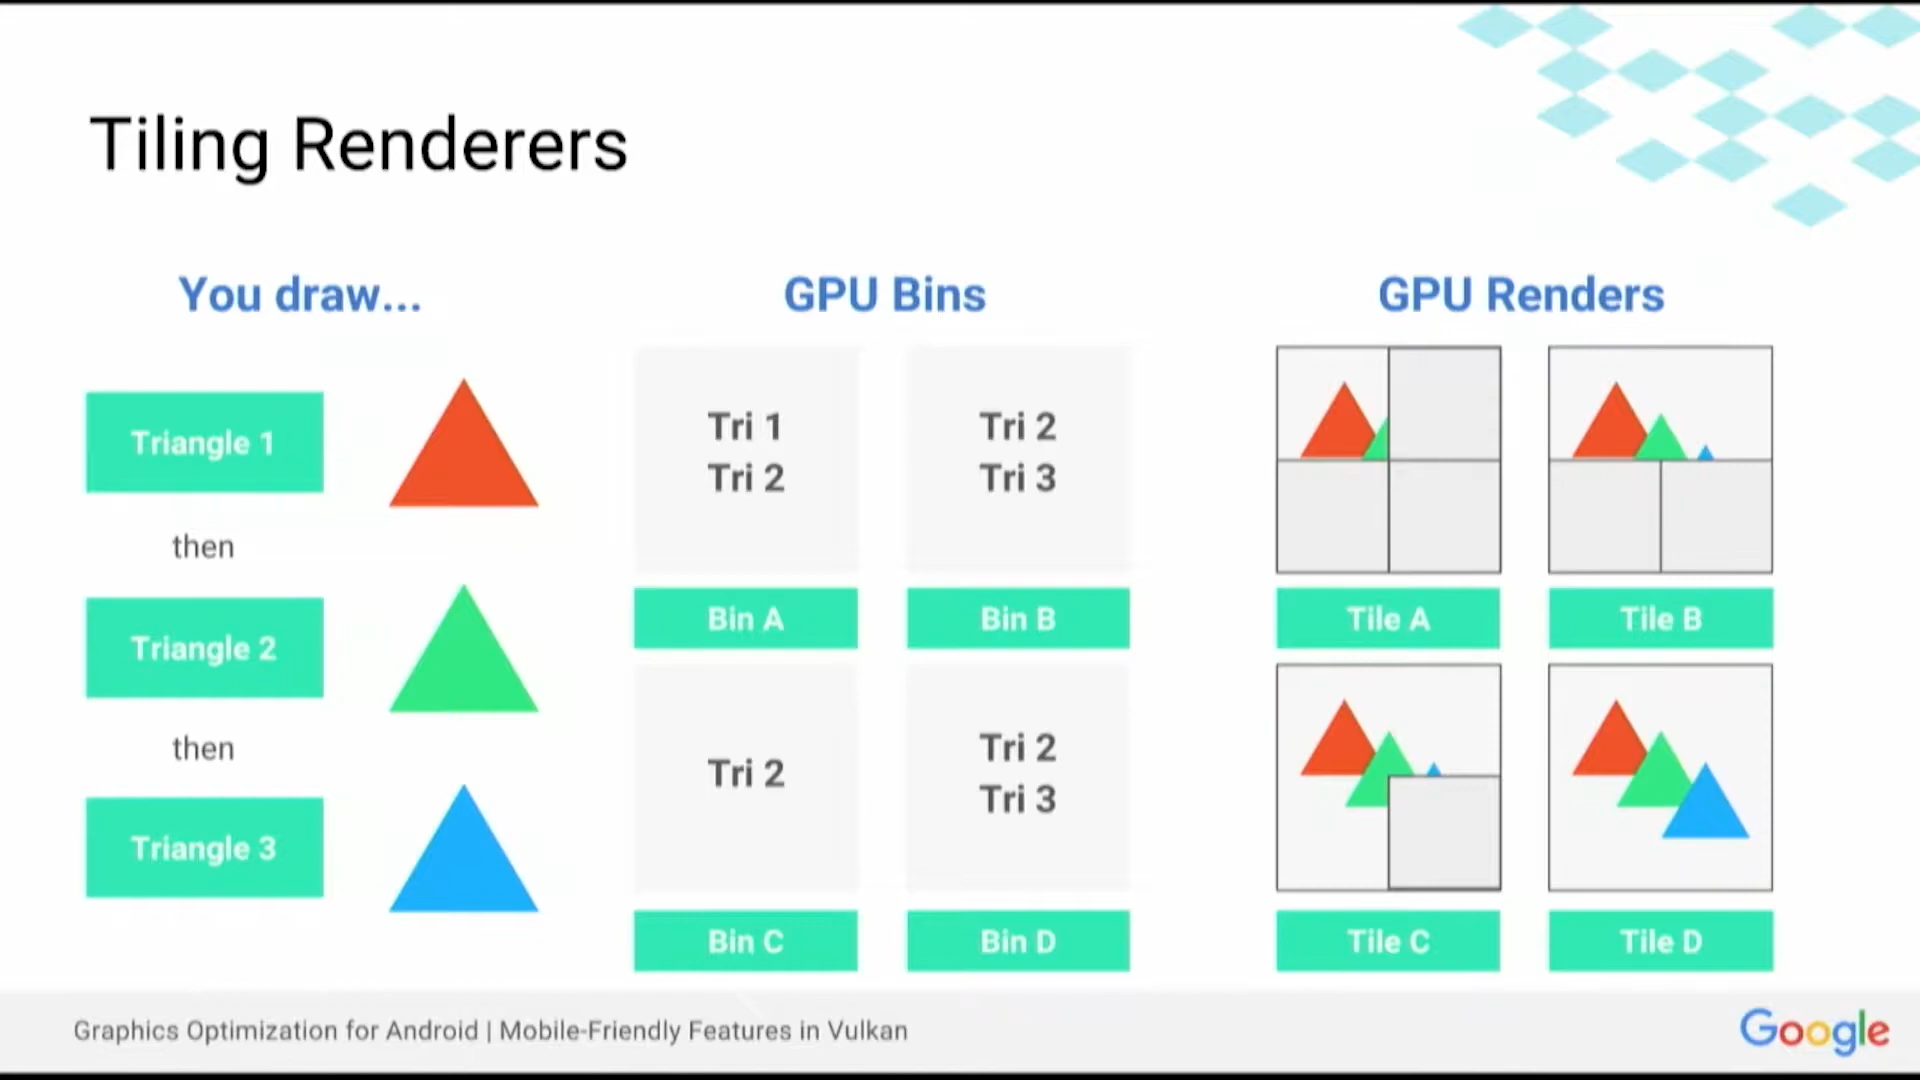 Tiling Renderers
You draw...
Triangle 1
then
Triangle 2
then
Triangle 3
GPU Bins
Tri 1
Tri 2
Bin A
Tri 2
Tri 3
Bin B
Tri 2
Bin C
Tri 2
Tri 3
Bin D
GPU Renders
Tile A
Tile B
Tile C
Tile D
Graphics Optimization for Android | Mobile-Friendly Features in Vulkan
Google